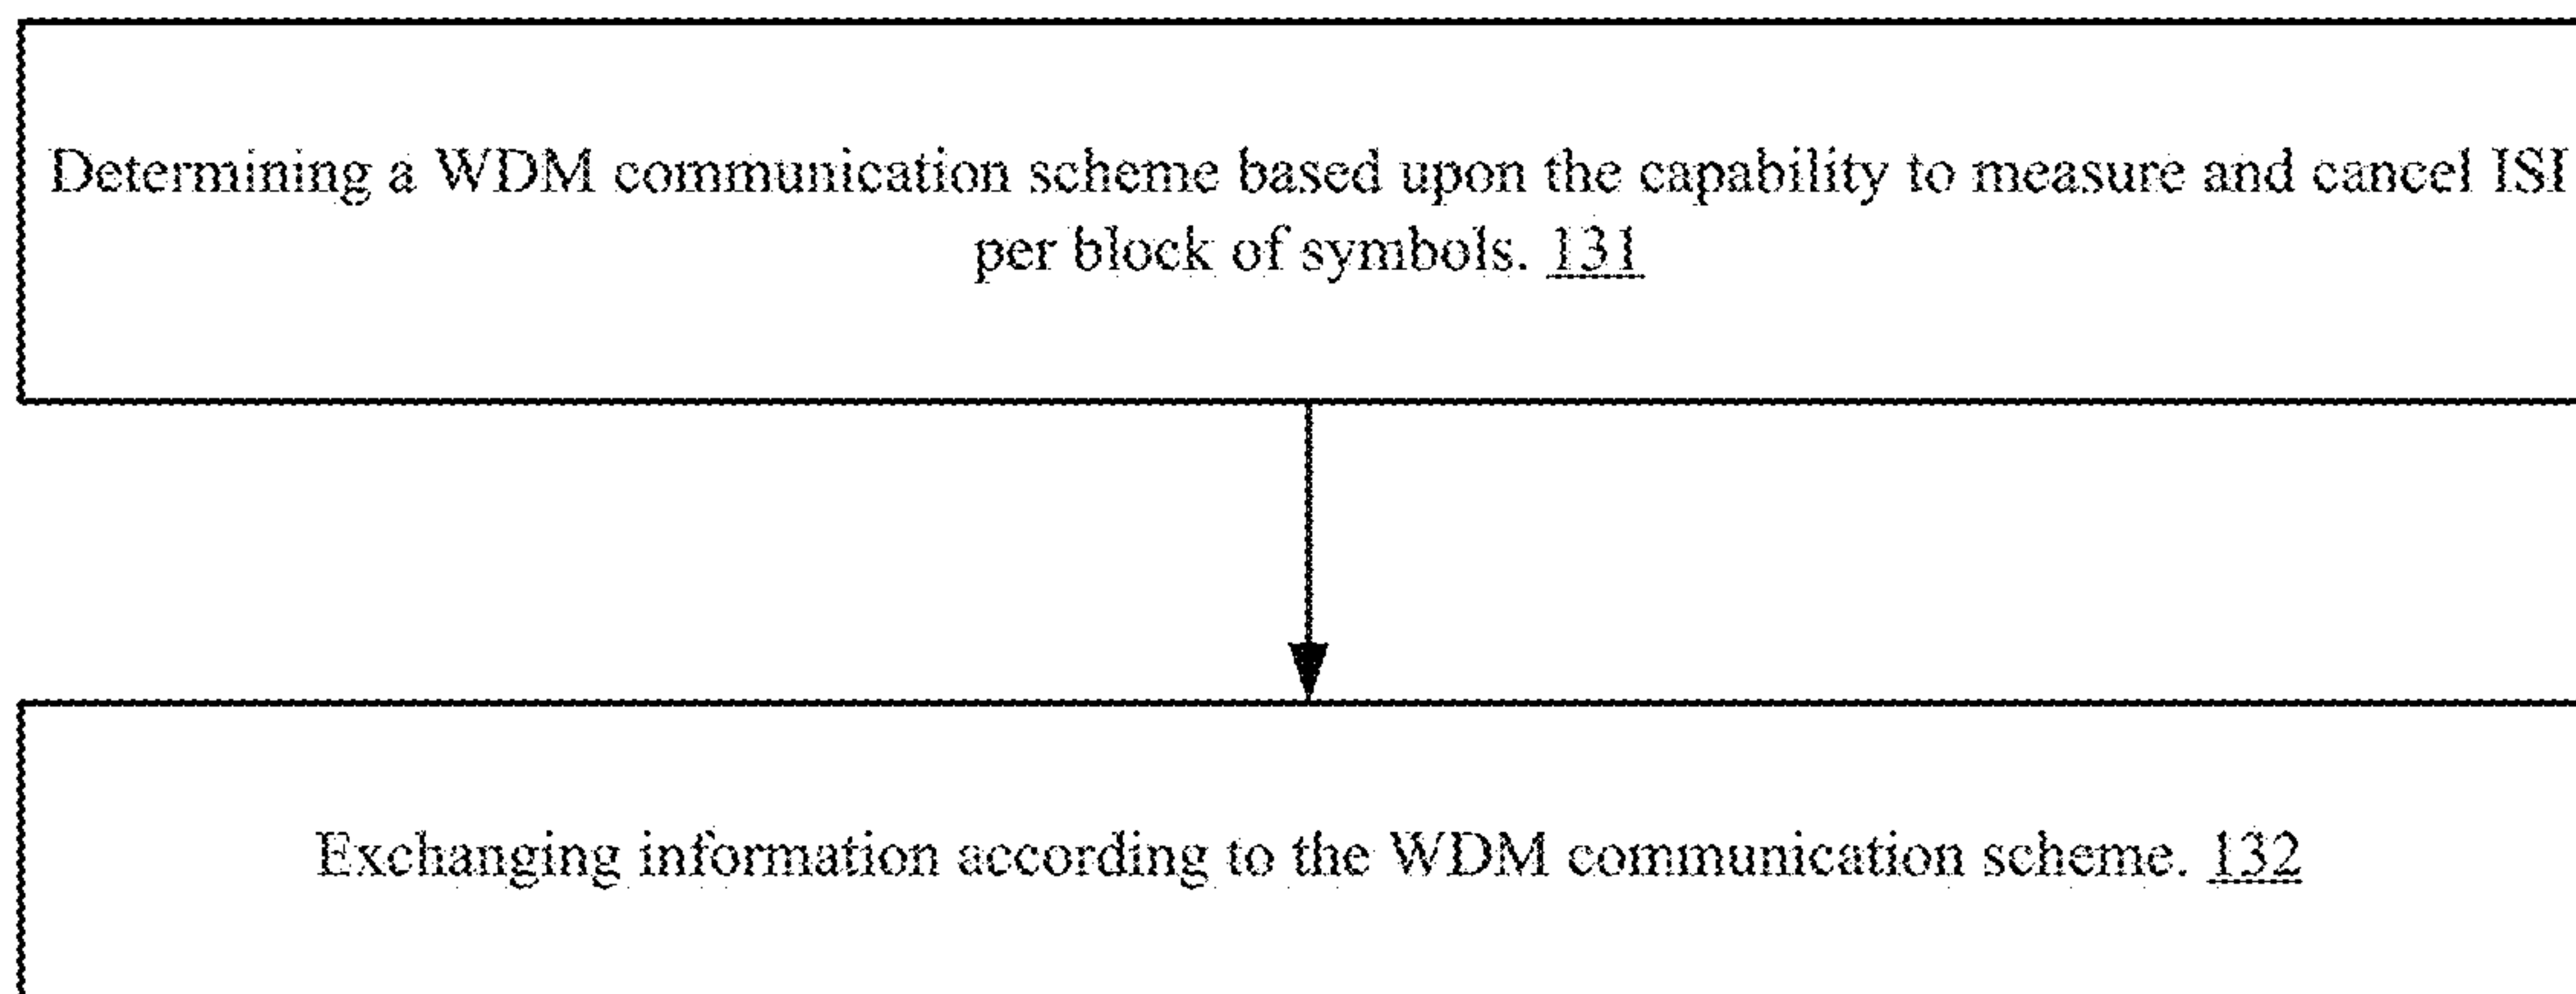 Determining a WDM communication scheme based upon the capability to measure and cancel ISI
per block of symbols. 131
Exchanging information according to the WDM communication scheme. 132